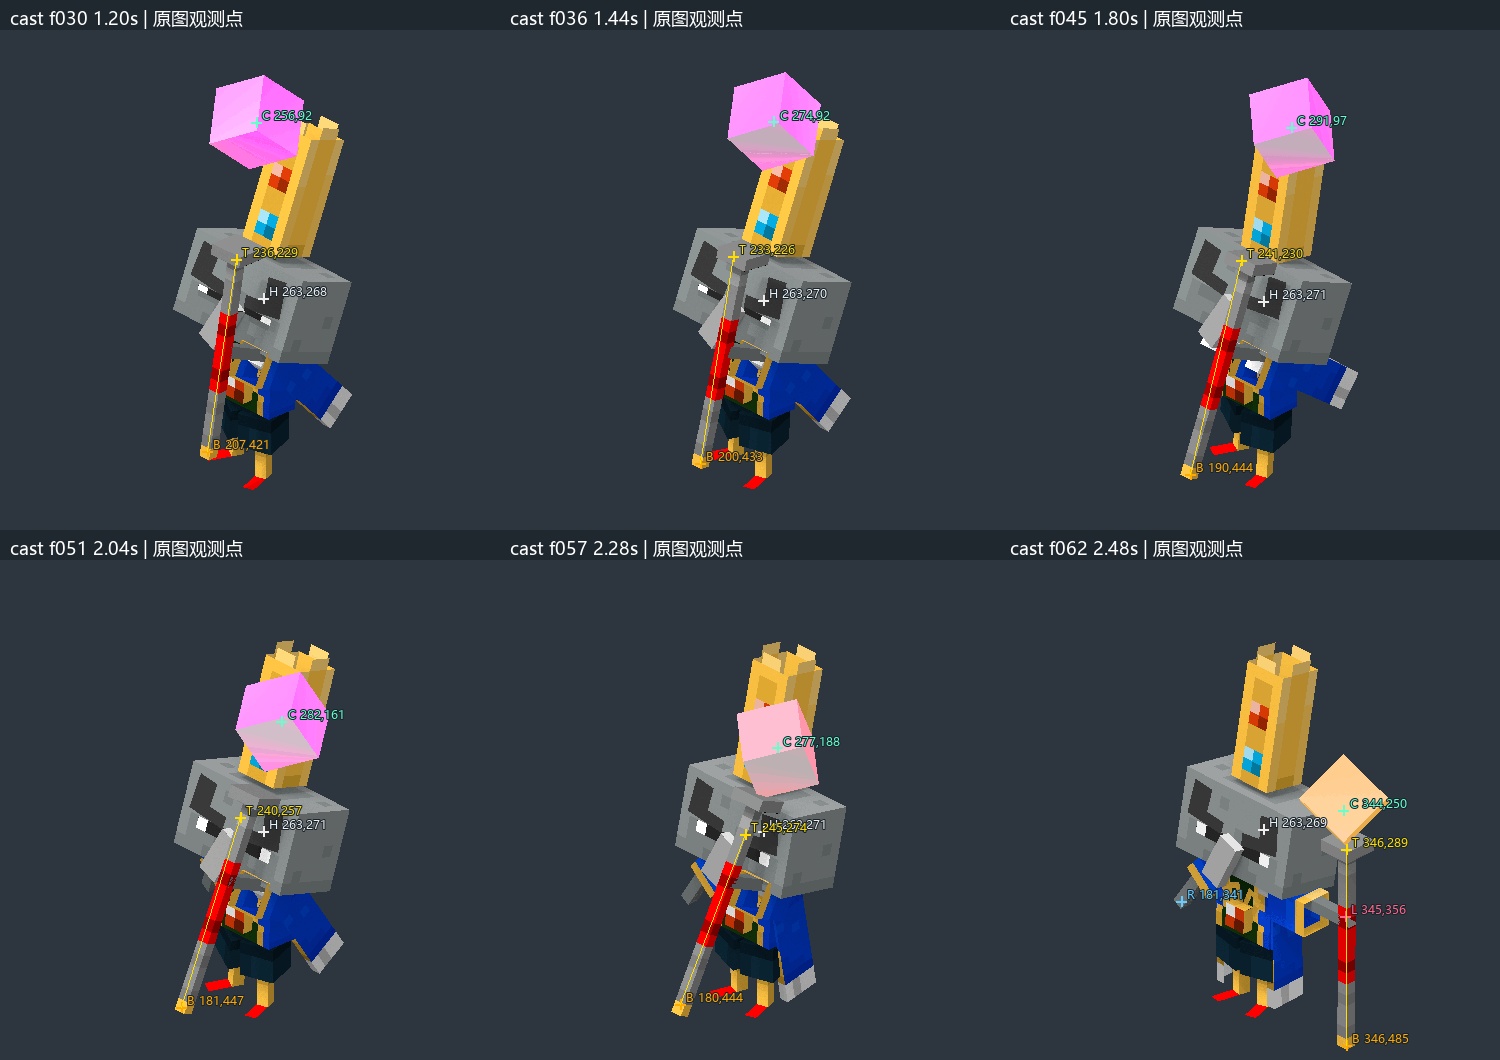 cast f030 1.20s | 原图观测点
cast f036 1.44s | 原图观测点
cast f045 1.80s | 原图观测点
C 256,92
C 274,92
C 291,97
T 236,229
T 233,226
T 241,230
H 263,268
H 263,270
H 263,271
B 207,421
B 200,433
B 190,444
cast f051 2.04s | 原图观测点
cast f057 2.28s | 原图观测点
cast f062 2.48s | 原图观测点
C 282,161
C 277,188
C 344,250
T 240,257
H 263,271
T 245,274
271
H 263,269
T 346,289
R 181,341
L 345,356
B 181,447
B 180,444
B 346,485